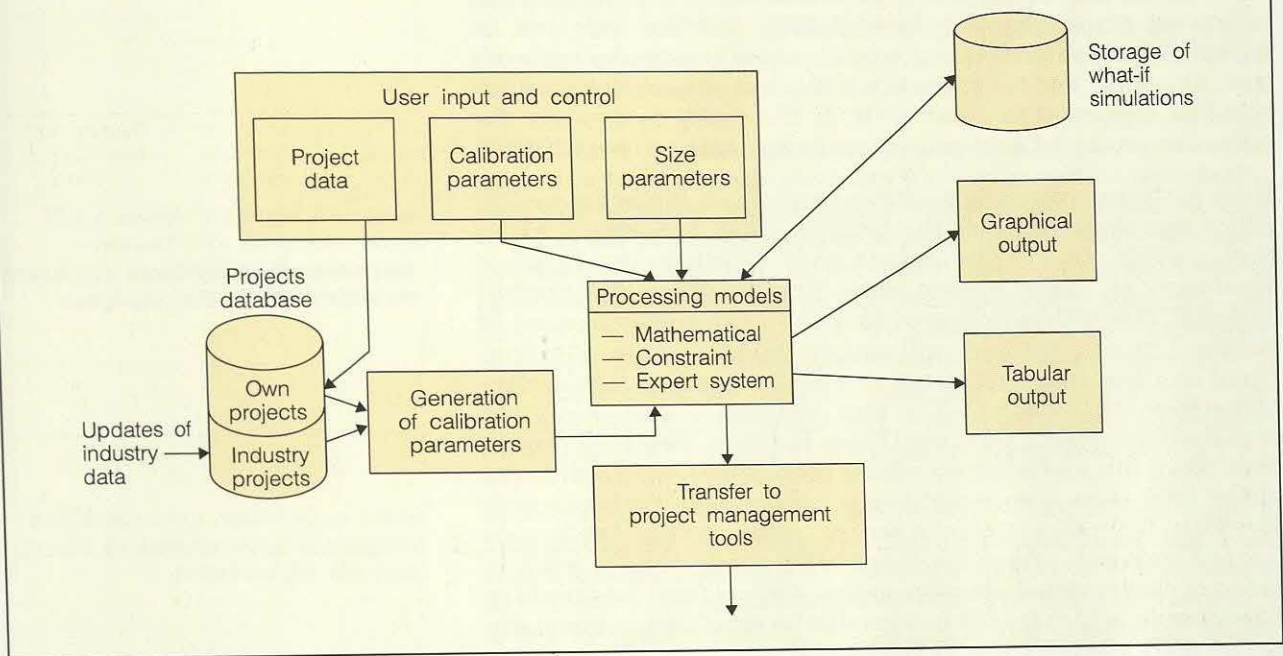 Storage of
what-if
simulations
User input and control
Project
data
Calibration
parameters
Size
parameters
Graphical
output
Projects
database
Processing models
— Mathematical
— Constraint
— Expert system
Own
projects
Generation
of calibration
parameters
Tabular
output
Updates of
industry
data
Industry
projects
Transfer to
project management
tools